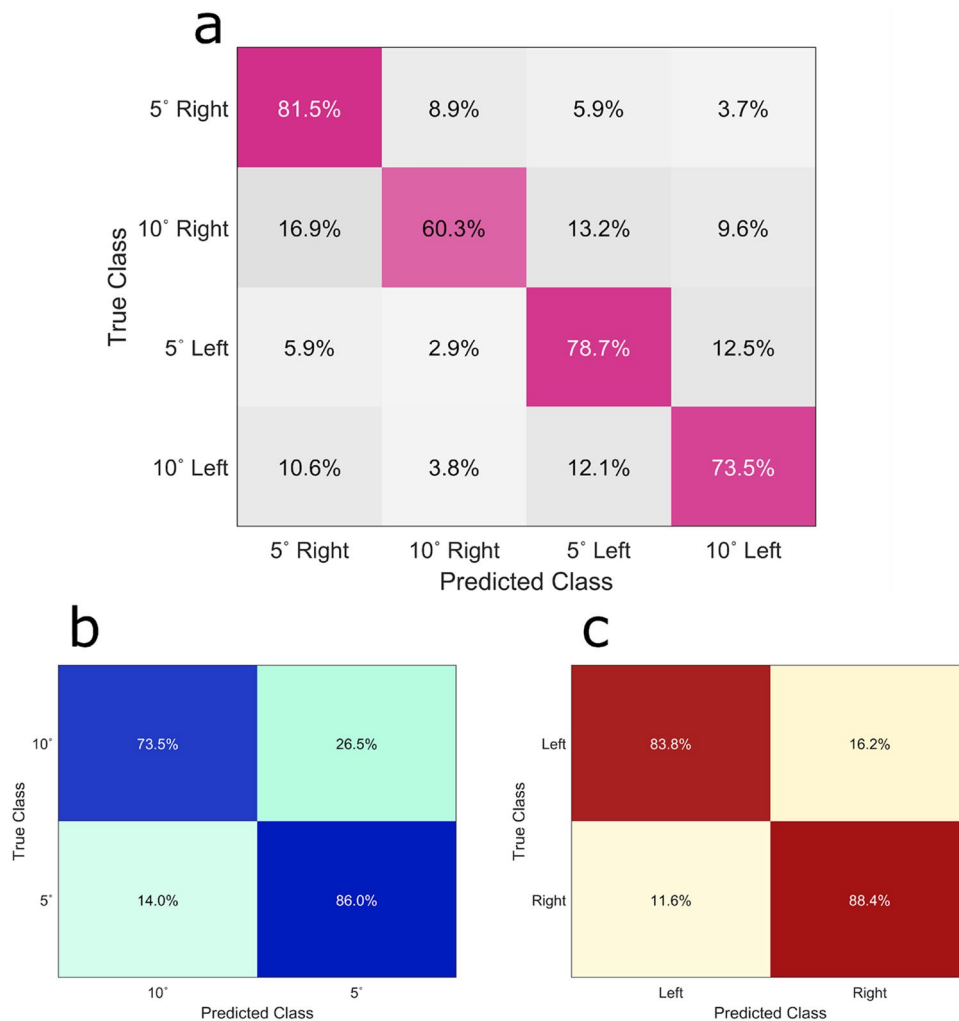 a
5° Right 81.5% 8.9% 5.9% 3.7%
10° Right 16.9% 60.3% 13.2% 9.6%
5° Left 5.9% 2.9% 78.7% 12.5%
10° Left 10.6% 3.8% 12.1% 73.5%
True Class
5° Right 10° Right 5° Left 10° Left
Predicted Class
b
10° 73.5% 26.5%
5° 14.0% 86.0%
True Class
10° 5°
Predicted Class
c
Left 83.8% 16.2%
Right 11.6% 88.4%
True Class
Left Right
Predicted Class